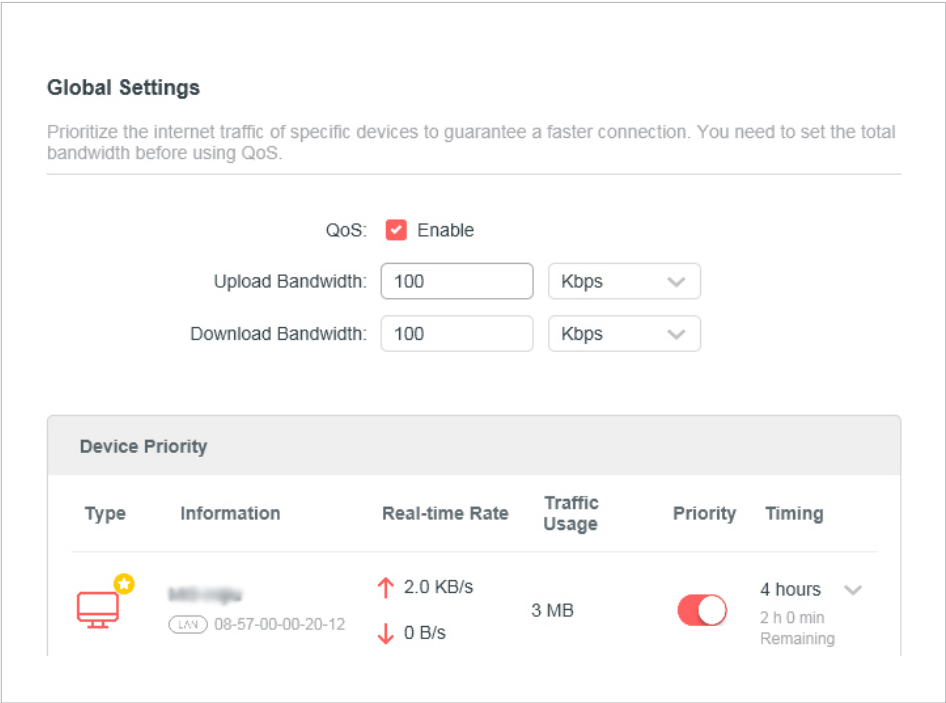 Global Settings
Prioritize the internet traffic of specific devices to guarantee a faster connection. You need to set the total
bandwidth before using QoS.
QoS: Enable
Upload Bandwidth: 100 Kbps
Download Bandwidth: 100 Kbps
Device Priority
Type Information Real-time Rate Traffic Usage Priority Timing
2.0 KB/s 4 hours
LAN 08-57-00-00-20-12 3 MB 2 h 0 min
0 B/s Remaining